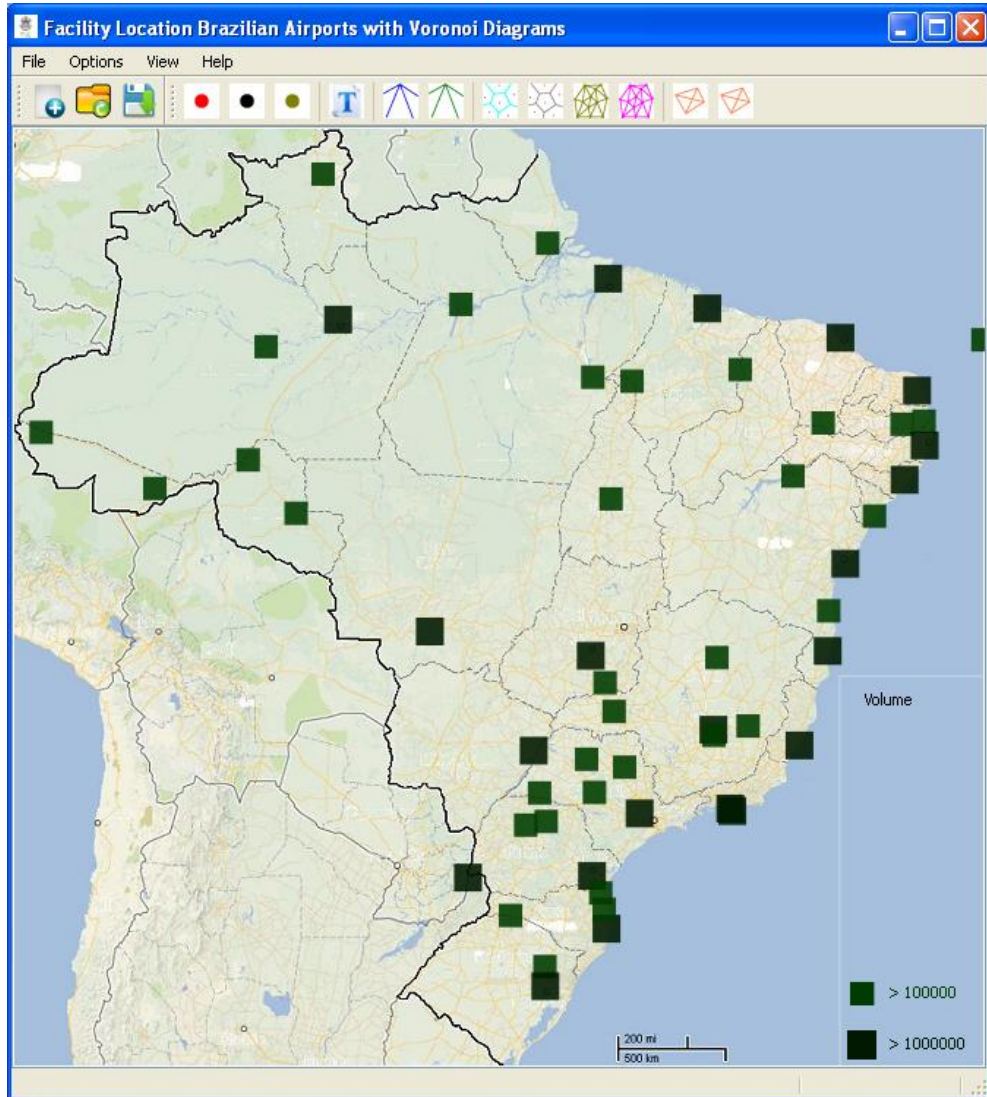 Facility Location Brazilian Airports with Voronoi Diagrams
File Options View Help
T
Volume
> 100000
> 1000000
200 mi
500 km